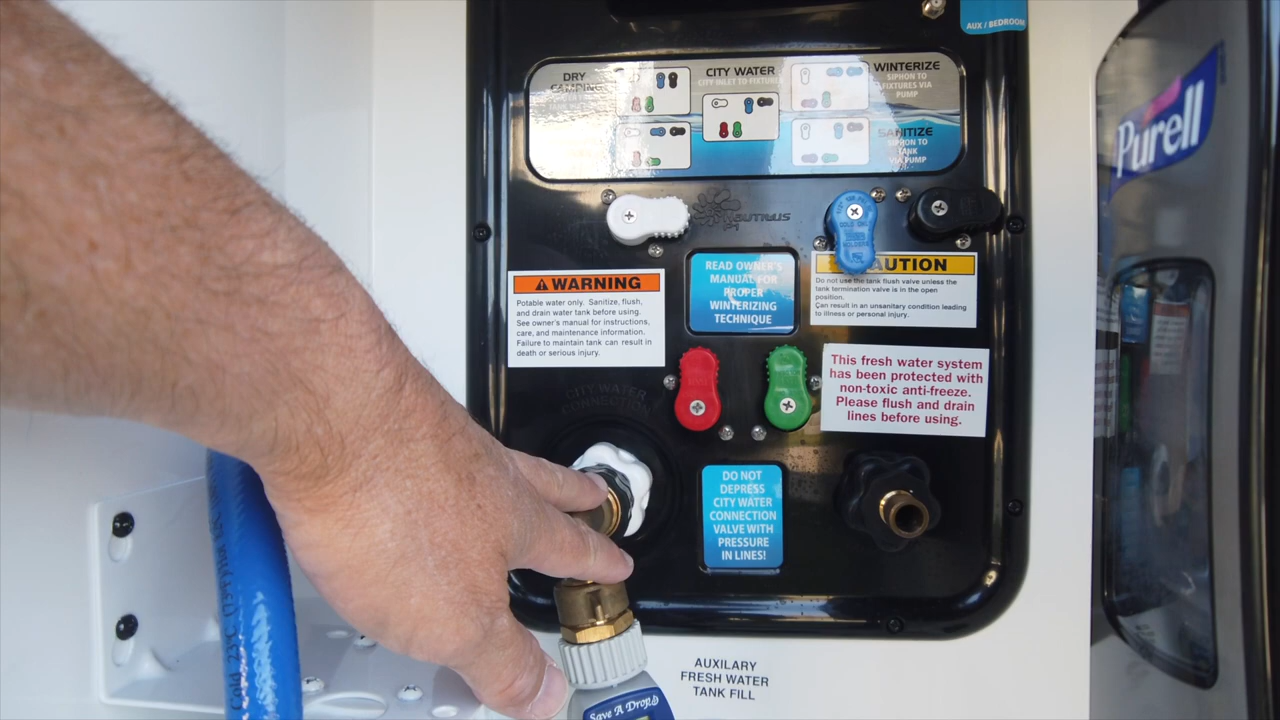 AUX / BEDROOM
DRY
CAMPING
CITY WATER
CITY INLET TO FIXTURES
WINTERIZE
SIPHON TO
FIXTURES VIA
PUMP
SANITIZE
SIPHON TO
TANK
VIA PUMP
Purell
nautilus
P1
WARNING
Potable water only. Sanitize, flush,
and drain water tank before using.
See owner's manual for instructions,
care, and maintenance information.
Failure to maintain tank can result in
death or serious injury.
READ OWNER'S
MANUAL FOR
PROPER
WINTERIZING
TECHNIQUE
CAUTION
Do not use the tank flush valve unless the
tank termination valve is in the open
position.
Can result in an unsanitary condition leading
to illness or personal injury.
This fresh water system
has been protected with
non-toxic anti-freeze.
Please flush and drain
lines before using.
CITY WATER
CONNECTION
DO NOT
DEPRESS
CITY WATER
CONNECTION
VALVE WITH
PRESSURE
IN LINES!
AUXILARY
FRESH WATER
TANK FILL
Save A Drop
Cold 23°C (73°F)